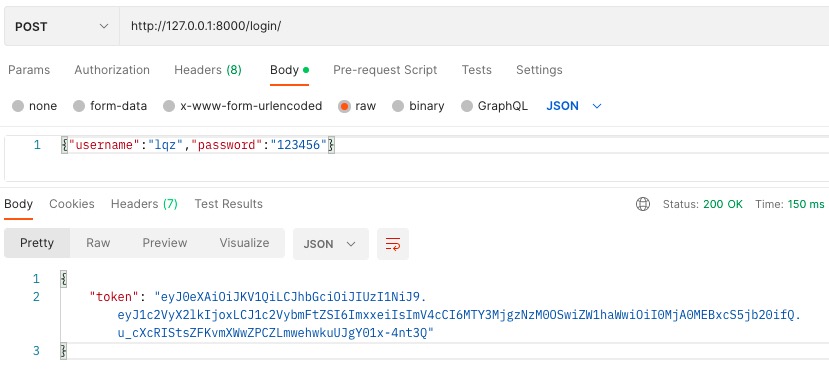 POST http://127.0.0.1:8000/login/
Params Authorization Headers (8) Body Pre-request Script Tests Settings
none form-data x-www-form-urlencoded raw binary GraphQL JSON
1 {"username":"lqz","password":"123456"}
Body Cookies Headers (7) Test Results Status: 200 OK Time: 150 ms
Pretty Raw Preview Visualize JSON
1 {
2 "token": "eyJ0eXAiOiJKV1QiLCJhbGciOiJIUzI1NiJ9.
eyJ1c2VyX2lkIjoxLCJ1c2VybmFtZSI6ImxxeiIsImV4cCI6MTY3MjgzNzM0OSwiZW1haWwiOiI0MjA0MEBxcS5jb20ifQ.
u_cXcRIStsZFKvmXWwZPCZLmwehwkuUJgY01x-4nt3Q"
3 }